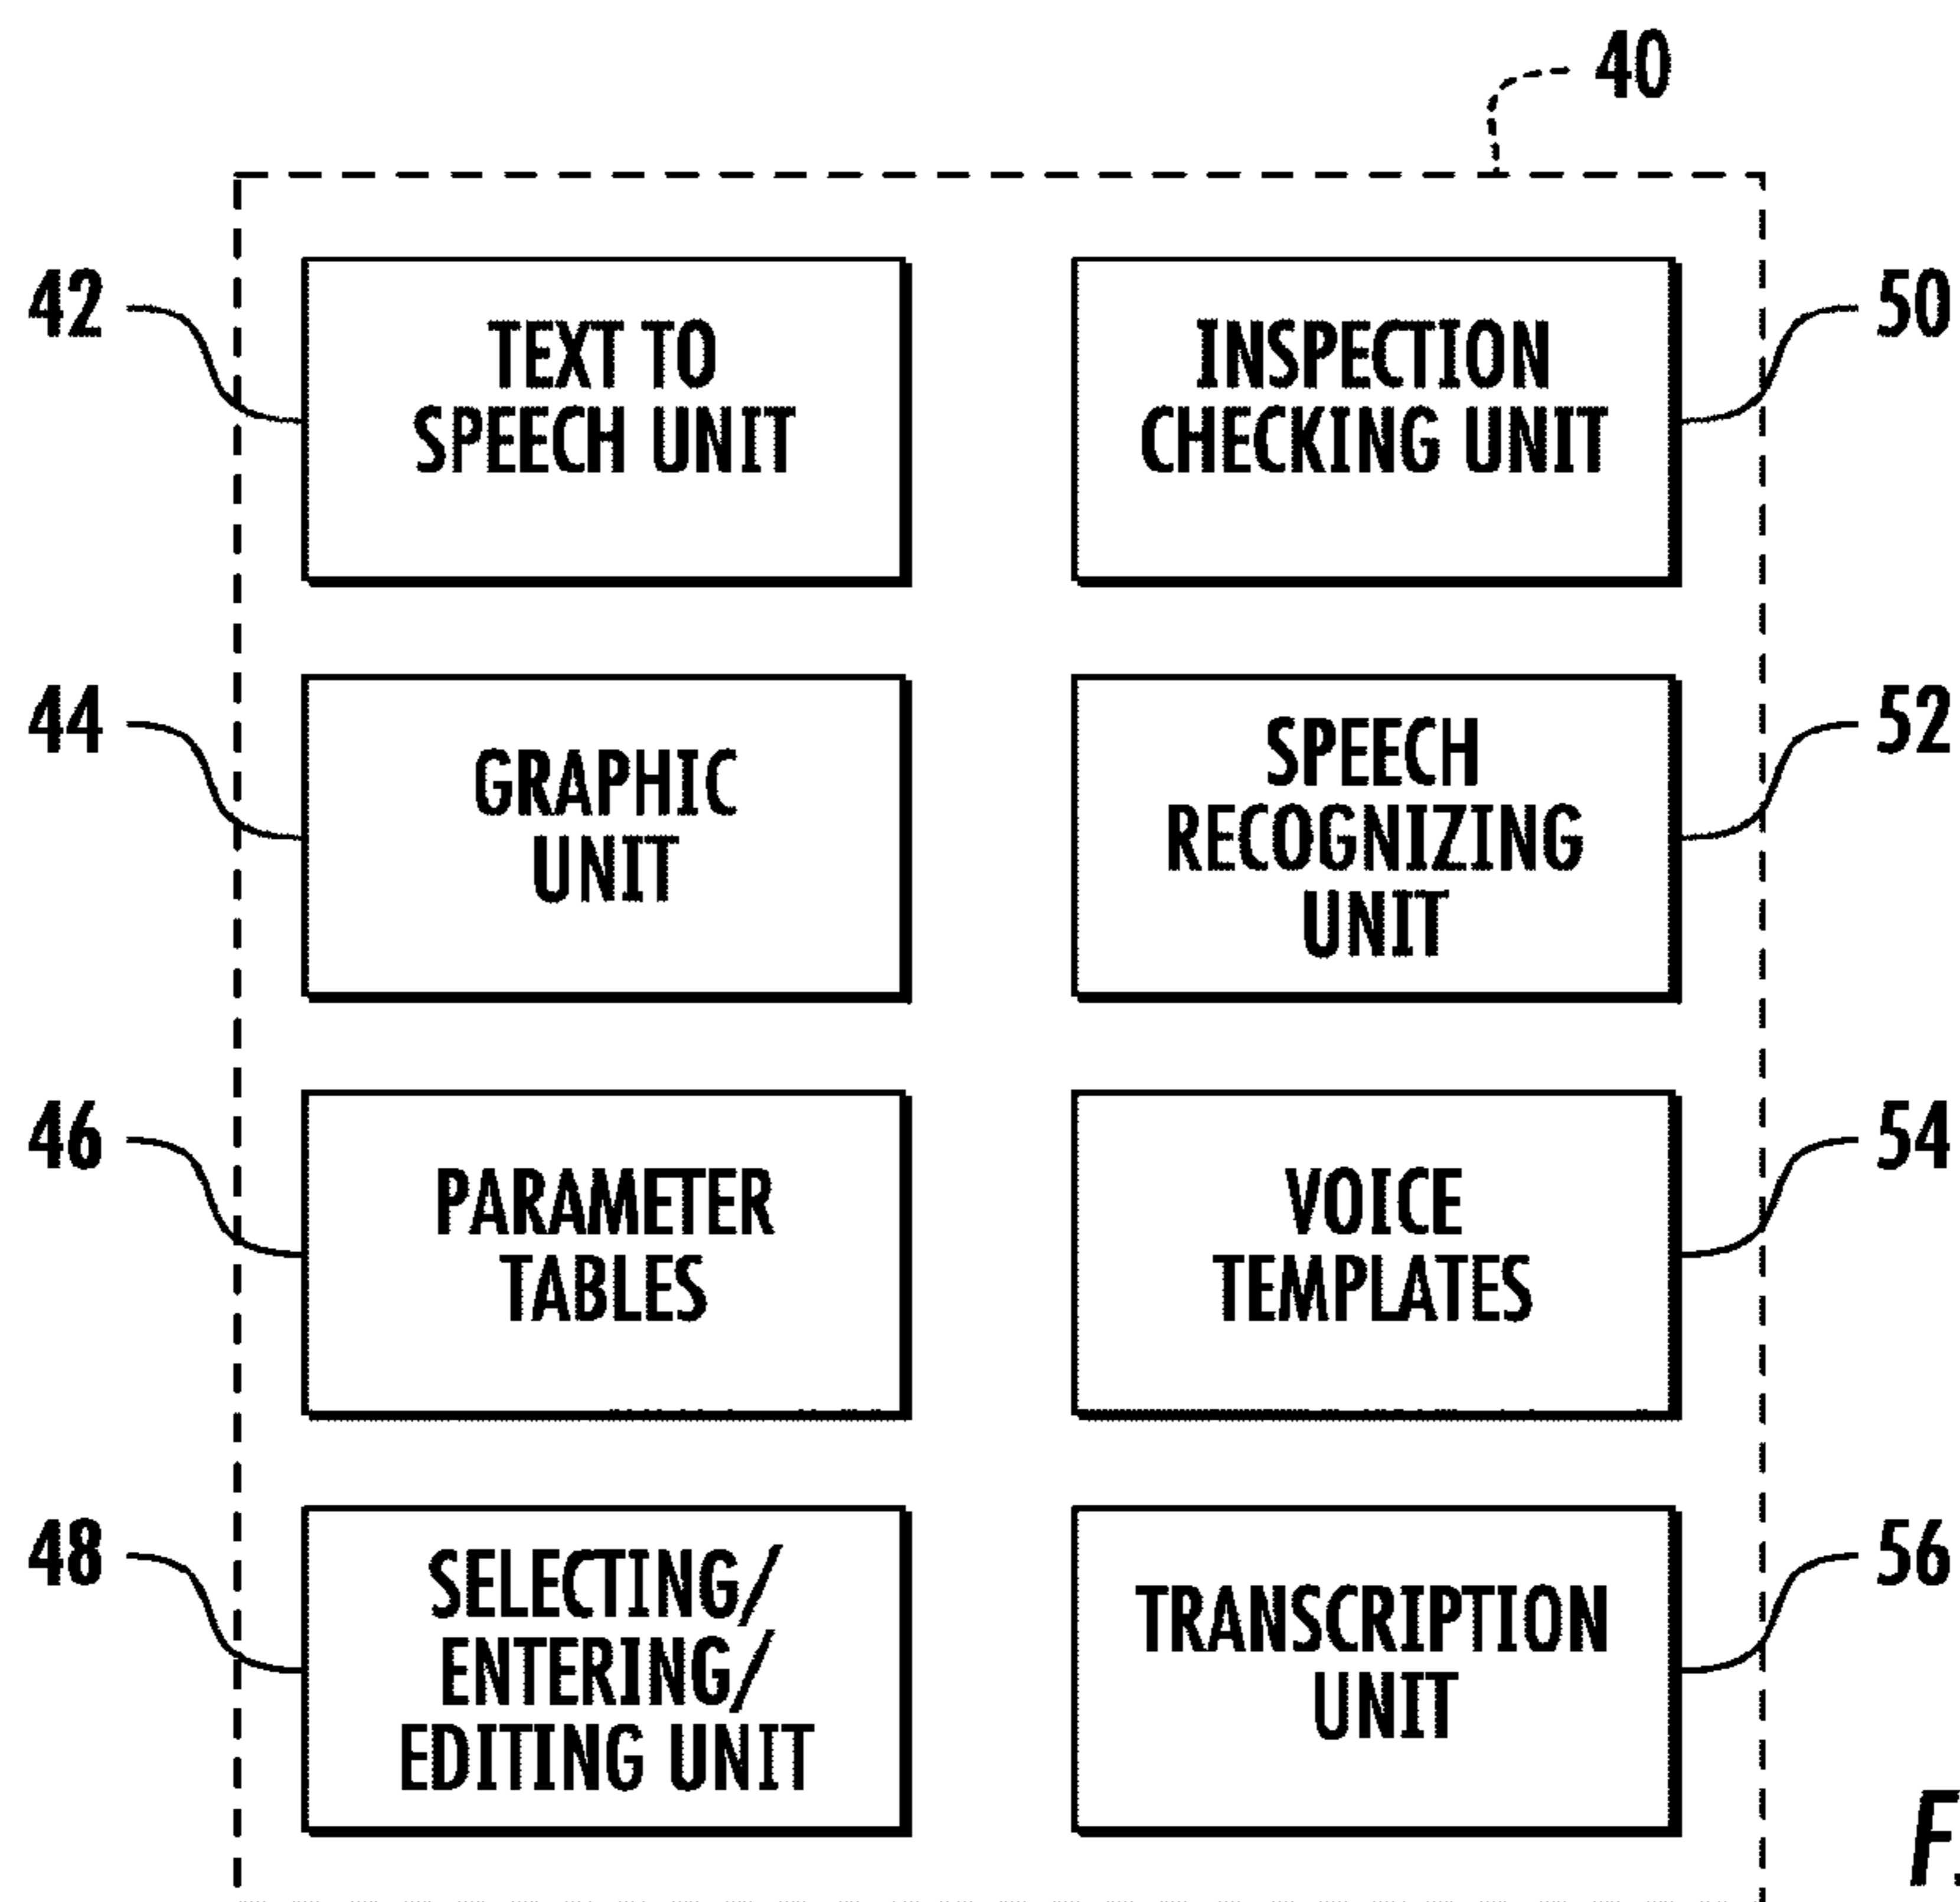 40
42
TEXT TO
SPEECH UNIT
INSPECTION
CHECKING UNIT
50
44
GRAPHIC
UNIT
SPEECH
RECOGNIZING
UNIT
52
46
PARAMETER
TABLES
VOICE
TEMPLATES
54
48
SELECTING/
ENTERING/
EDITING UNIT
TRANSCRIPTION
UNIT
56